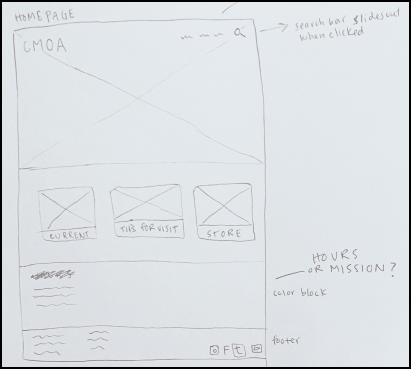 HOMEPAGE
CMOA
search bar slides out
when clicked
CURRENT
TIPS FOR VISIT
STORE
HOURS
OR MISSION?
color block
footer
F t